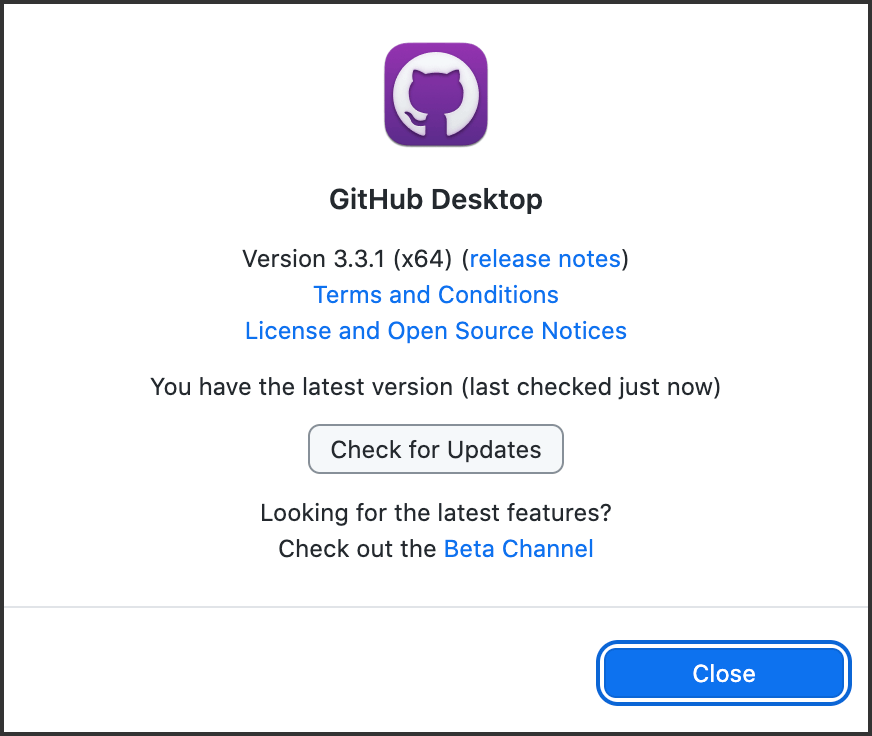 GitHub Desktop
Version 3.3.1 (x64) (release notes)
Terms and Conditions
License and Open Source Notices
You have the latest version (last checked just now)
Check for Updates
Looking for the latest features?
Check out the Beta Channel
Close